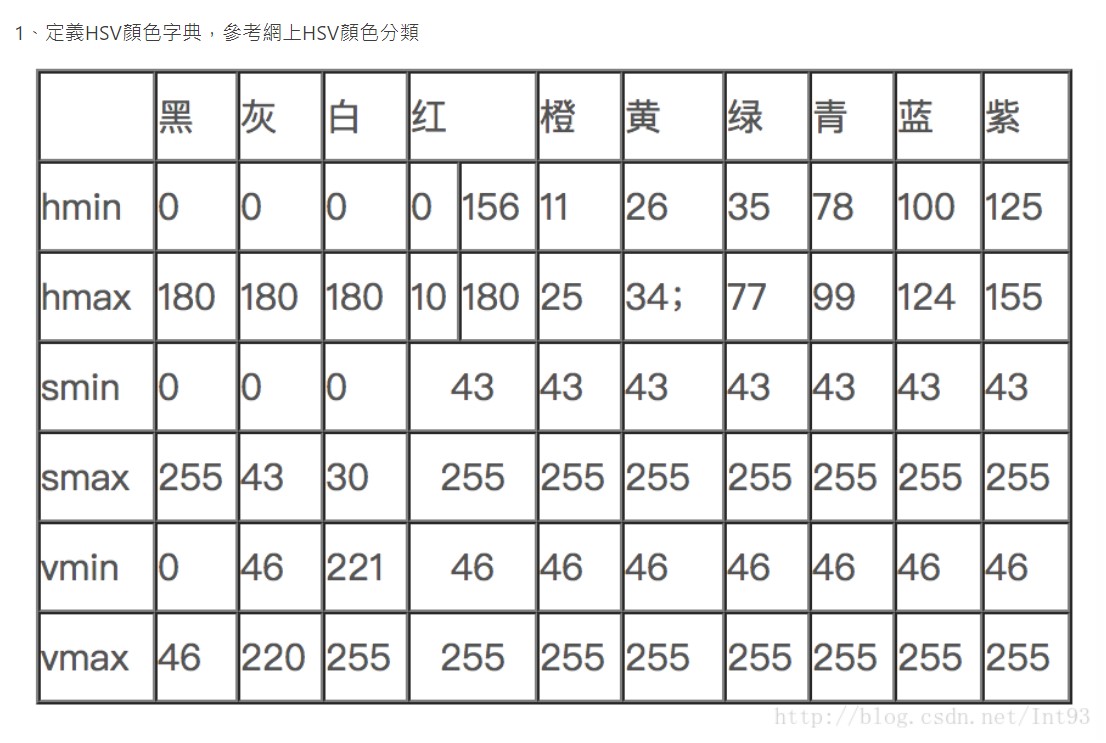 1、定義HSV顏色字典，參考網上HSV顏色分類
黑 灰 白 红 橙 黄 绿 青 蓝 紫
hmin 0 0 0 0 156 11 26 35 78 100 125
hmax 180 180 180 10 180 25 34； 77 99 124 155
smin 0 0 0 43 43 43 43 43 43 43
smax 255 43 30 255 255 255 255 255 255 255
vmin 0 46 221 46 46 46 46 46 46 46
vmax 46 220 255 255 255 255 255 255 255 255
http://blog.csdn.net/Int93